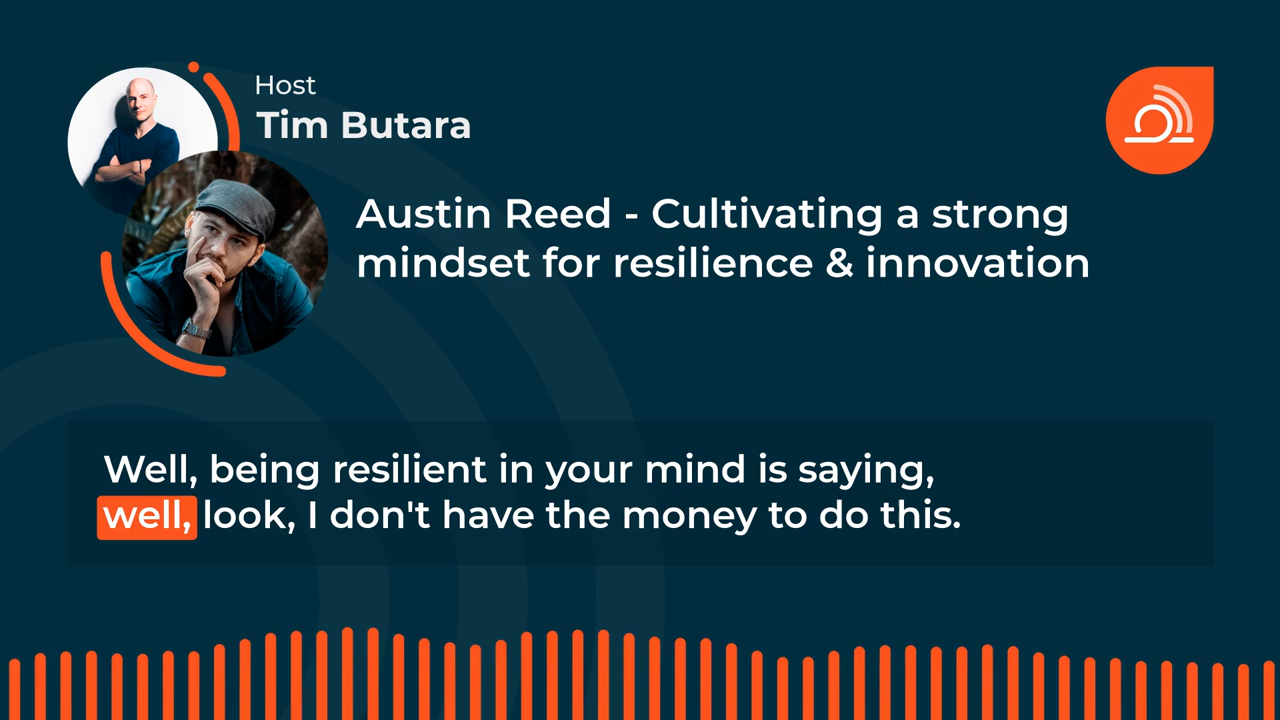 Host
Tim Butara
Austin Reed - Cultivating a strong
mindset for resilience & innovation
Well, being resilient in your mind is saying,
well, look, I don't have the money to do this.